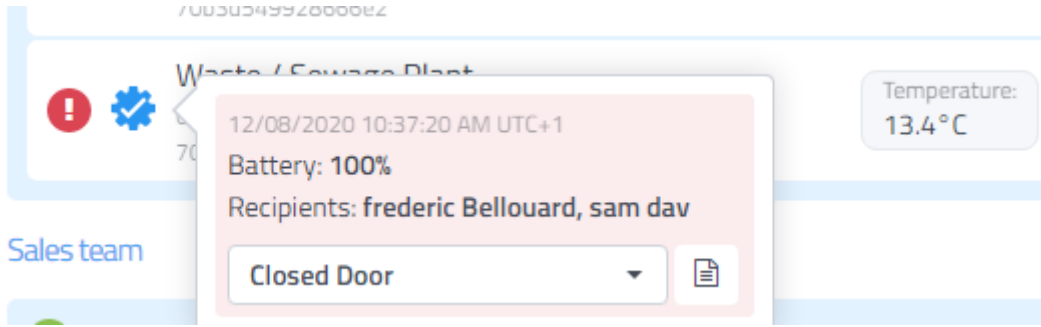 70b3d5499928666e2
Waste / Sewage Plant
Temperature:
13.4°C
12/08/2020 10:37:20 AM UTC+1
Battery: 100%
Recipients: frederic Bellouard, sam dav
Closed Door
Sales team